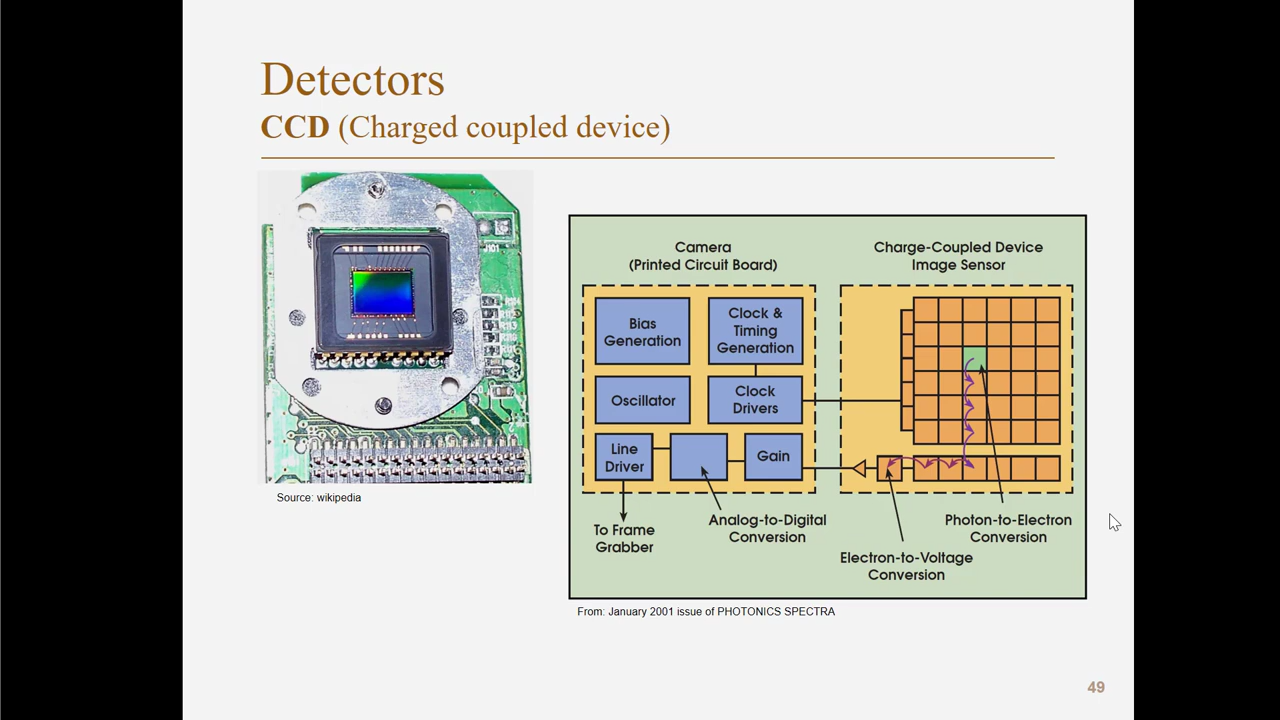 Detectors
CCD (Charged coupled device)
J101
Source: wikipedia
Camera
(Printed Circuit Board)
Bias
Generation
Clock &
Timing
Generation
Oscillator
Clock
Drivers
Line
Driver
Gain
To Frame
Grabber
Analog-to-Digital
Conversion
Charge-Coupled Device
Image Sensor
Electron-to-Voltage
Conversion
Photon-to-Electron
Conversion
From: January 2001 issue of PHOTONICS SPECTRA
49